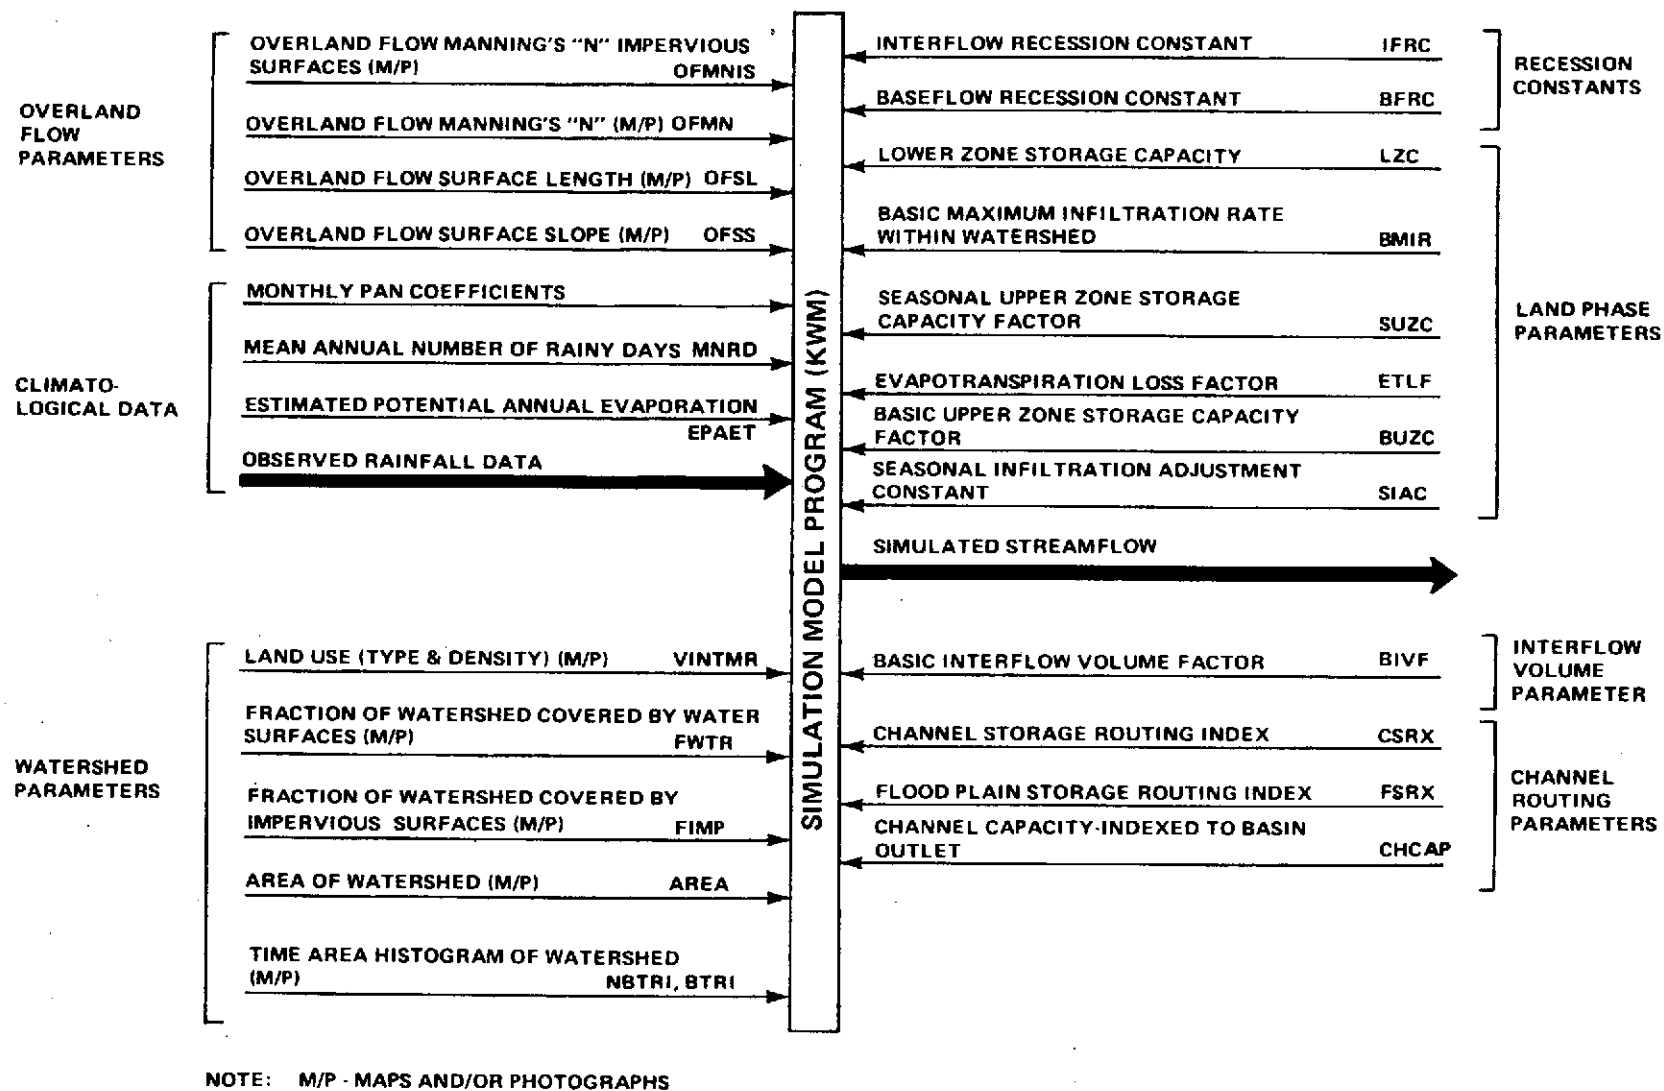 OVERLAND
FLOW
PARAMETERS
OVERLAND FLOW MANNING'S "N" IMPERVIOUS
SURFACES (M/P) OFMNIS
OVERLAND FLOW MANNING'S "N" (M/P) OFMN
OVERLAND FLOW SURFACE LENGTH (M/P) OFSL
OVERLAND FLOW SURFACE SLOPE (M/P) OFSS
CLIMATO-
LOGICAL DATA
MONTHLY PAN COEFFICIENTS
MEAN ANNUAL NUMBER OF RAINY DAYS MNRD
ESTIMATED POTENTIAL ANNUAL EVAPORATION
EPAET
OBSERVED RAINFALL DATA
WATERSHED
PARAMETERS
LAND USE (TYPE & DENSITY) (M/P) VINTMR
FRACTION OF WATERSHED COVERED BY WATER
SURFACES (M/P) FWTR
FRACTION OF WATERSHED COVERED BY
IMPERVIOUS SURFACES (M/P) FIMP
AREA OF WATERSHED (M/P) AREA
TIME AREA HISTOGRAM OF WATERSHED
(M/P) NBTRI, BTRI
SIMULATION MODEL PROGRAM (KWM)
INTERFLOW RECESSION CONSTANT IFRC
BASEFLOW RECESSION CONSTANT BFRC
RECESSION
CONSTANTS
LOWER ZONE STORAGE CAPACITY LZC
BASIC MAXIMUM INFILTRATION RATE
WITHIN WATERSHED BMIR
SEASONAL UPPER ZONE STORAGE
CAPACITY FACTOR SUZC
EVAPOTRANSPIRATION LOSS FACTOR ETLF
BASIC UPPER ZONE STORAGE CAPACITY
FACTOR BUZC
SEASONAL INFILTRATION ADJUSTMENT
CONSTANT SIAC
LAND PHASE
PARAMETERS
SIMULATED STREAMFLOW
BASIC INTERFLOW VOLUME FACTOR BIVF
INTERFLOW
VOLUME
PARAMETER
CHANNEL STORAGE ROUTING INDEX CSRX
FLOOD PLAIN STORAGE ROUTING INDEX FSRX
CHANNEL CAPACITY-INDEXED TO BASIN
OUTLET CHCAP
CHANNEL
ROUTING
PARAMETERS
NOTE: M/P - MAPS AND/OR PHOTOGRAPHS